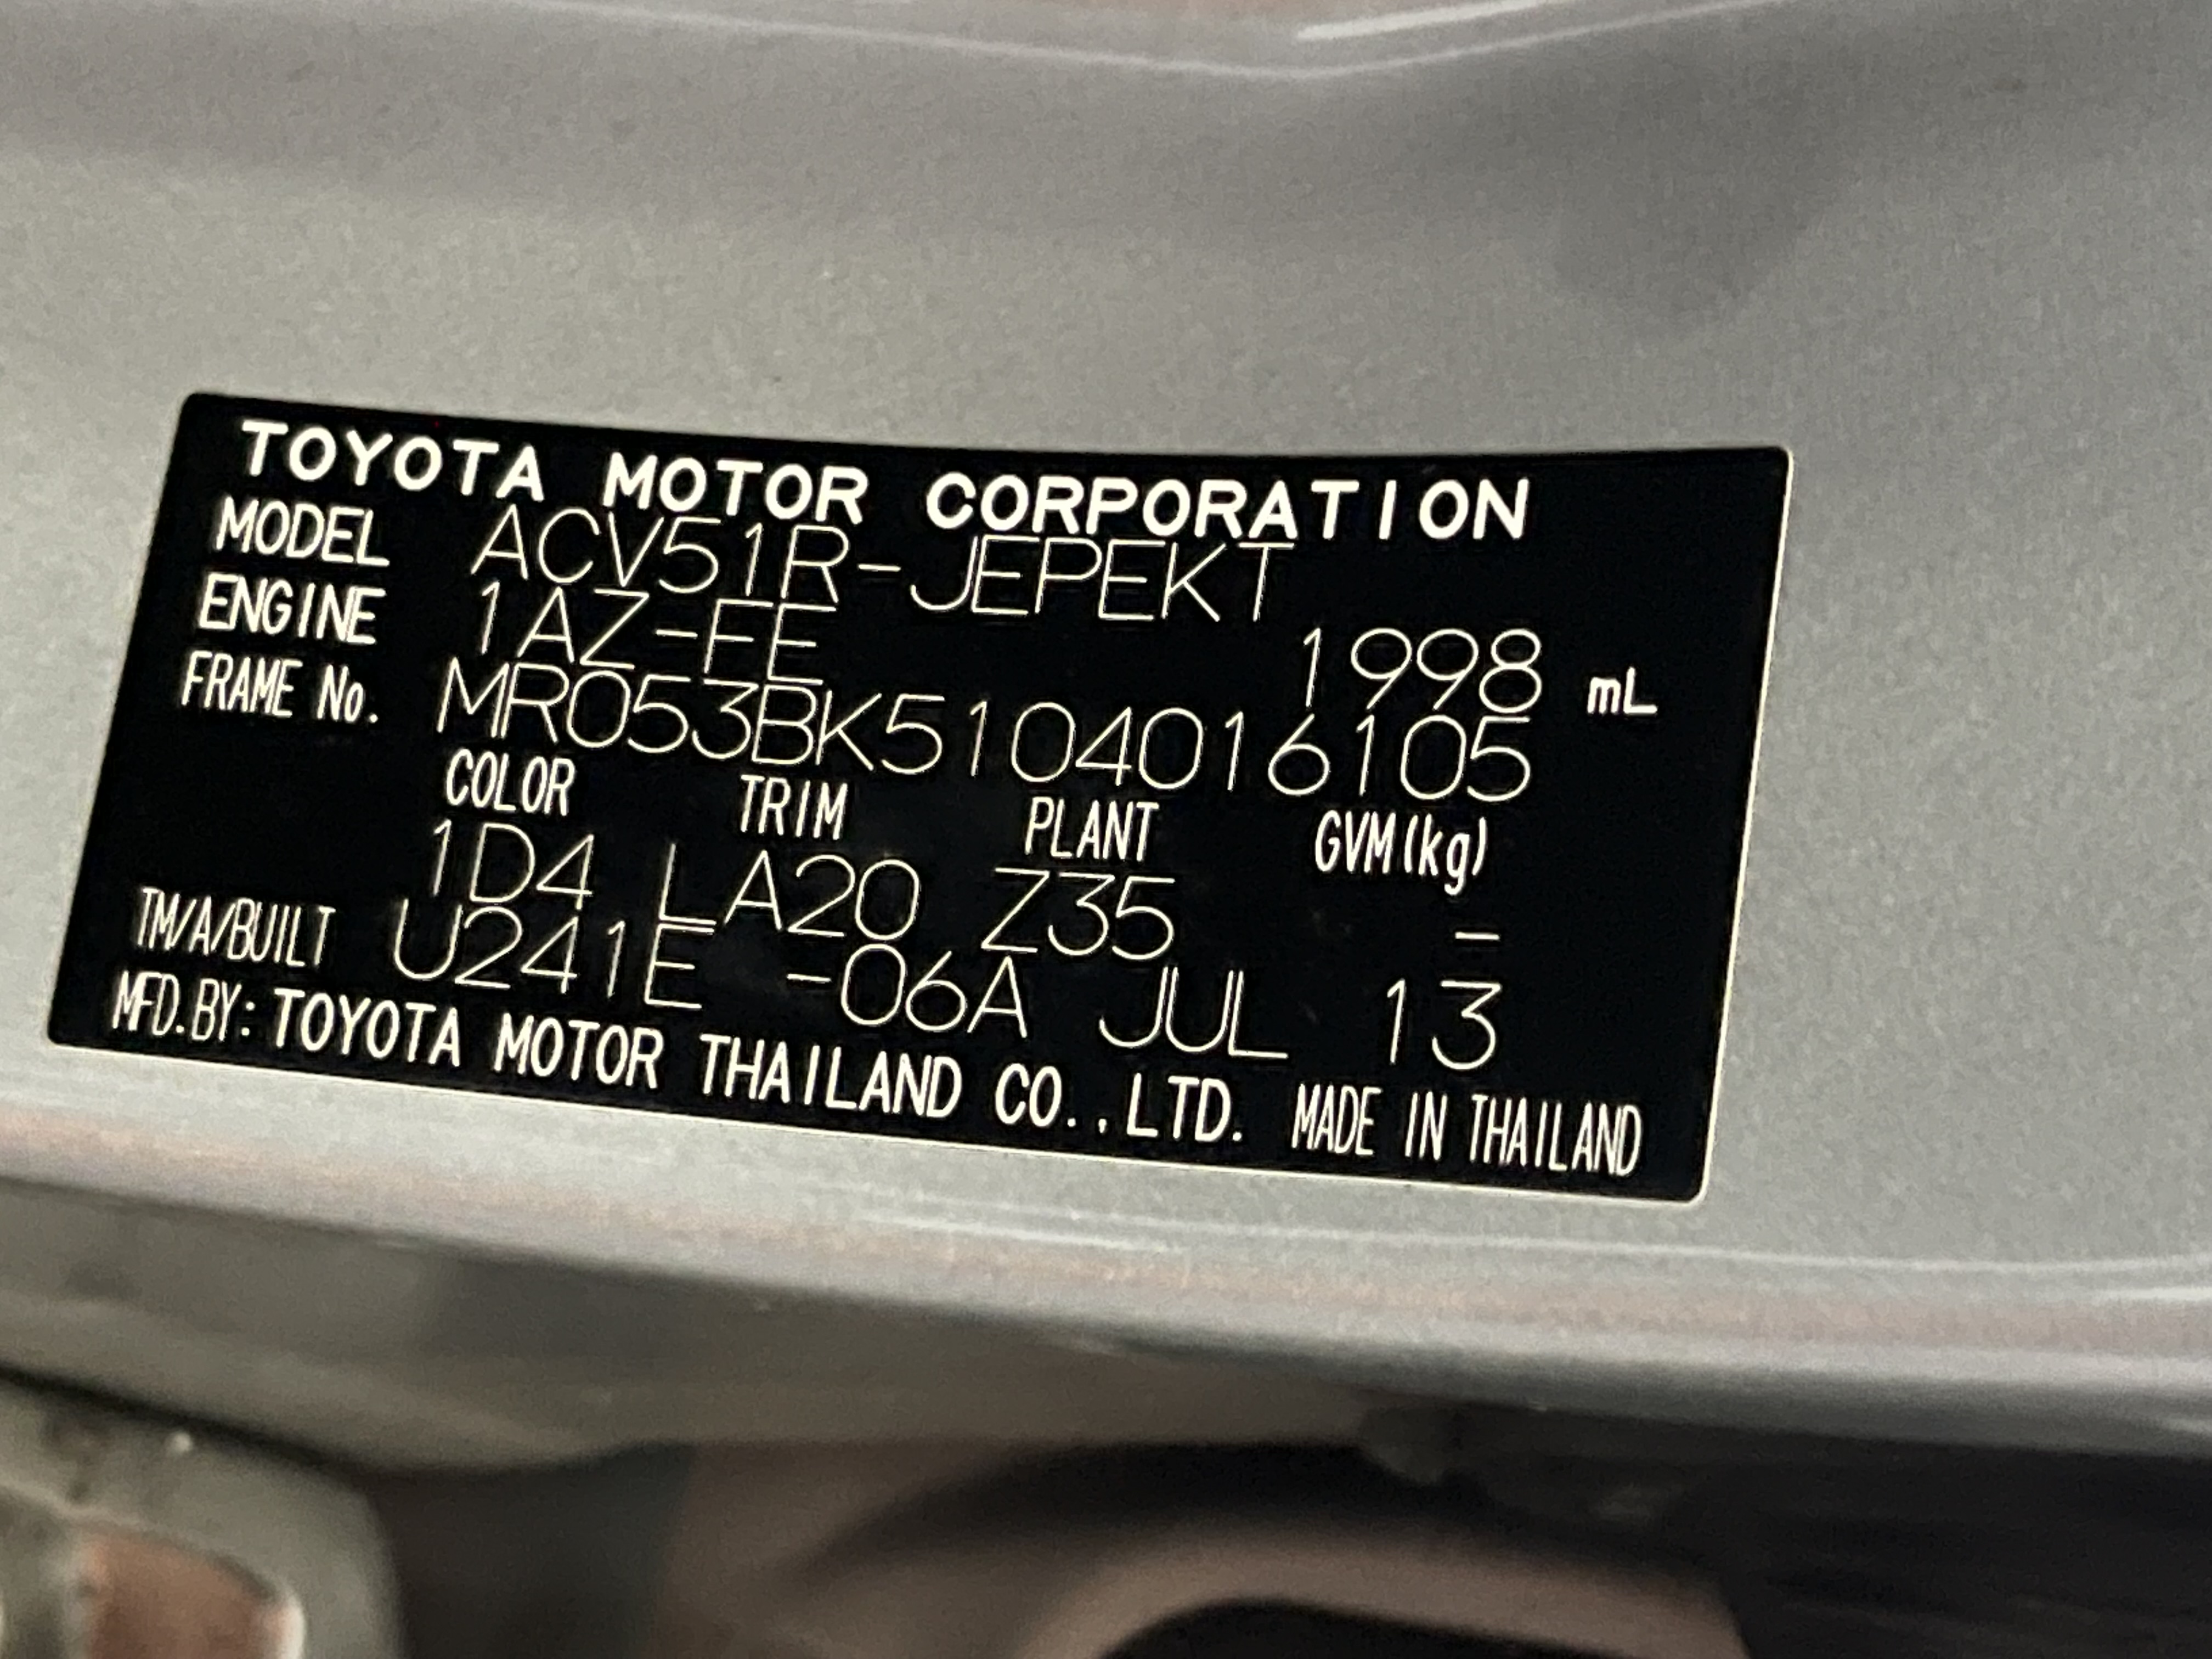 TOYOTA MOTOR CORPORATION
MODEL ACV51R-JEPEKT
ENGINE 1AZ-FE 1998 mL
FRAME No. MR053BK5104016105
COLOR TRIM PLANT GVM(kg)
1D4 LA20 Z35 -
TM/A/BUILT U241E -06A JUL 13
MFD.BY: TOYOTA MOTOR THAILAND CO.,LTD. MADE IN THAILAND